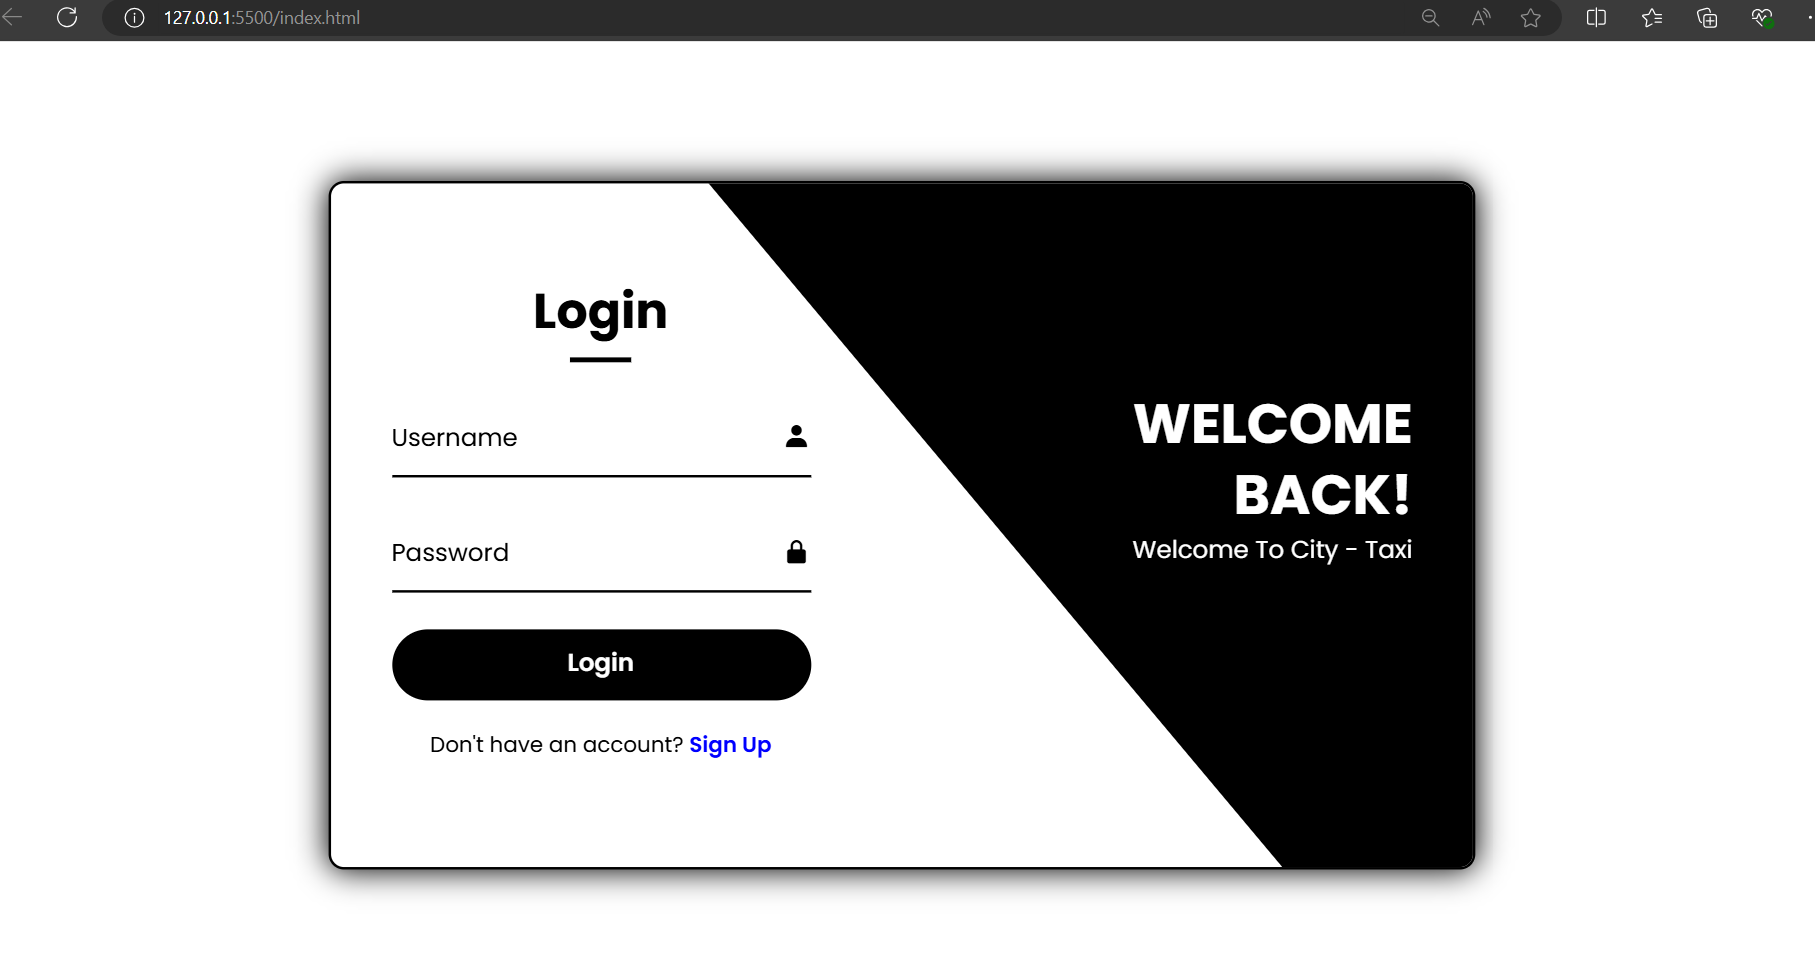 127.0.0.1:5500/index.html
Login
Username
Password
Login
Don't have an account? Sign Up
WELCOME
BACK!
Welcome To City - Taxi